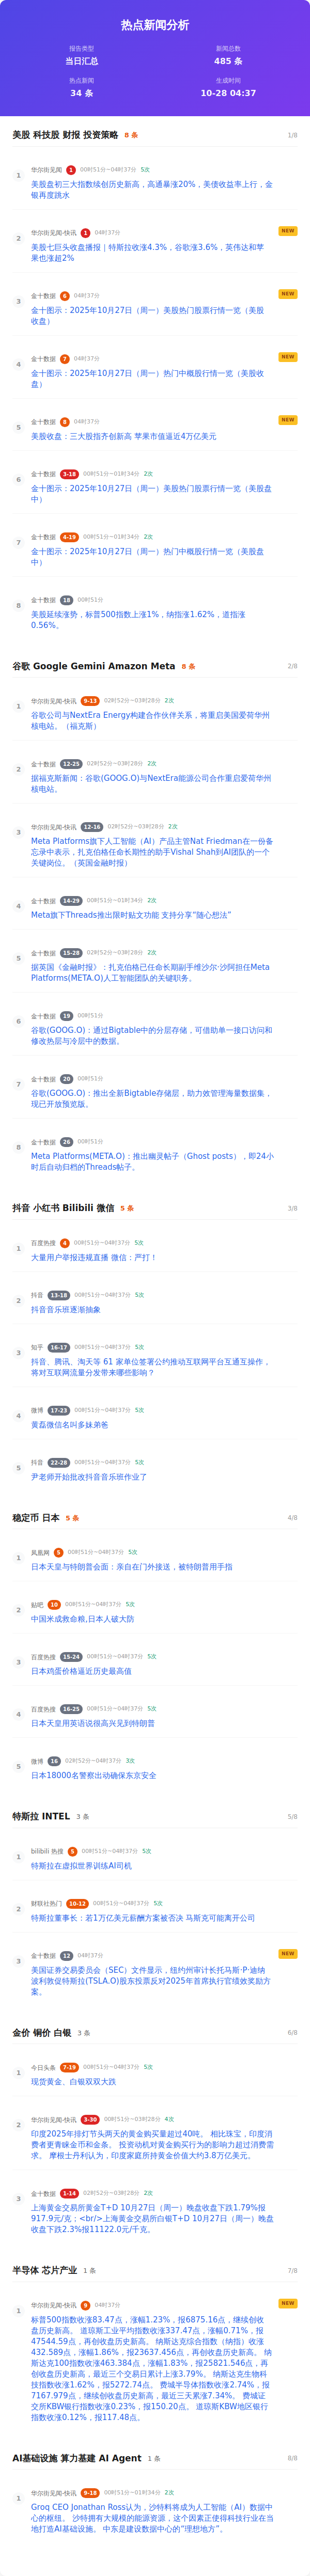 热点新闻分析
报告类型
当日汇总
新闻总数
485 条
热点新闻
34 条
生成时间
10-28 04:37
美股 科技股 财报 投资策略 8 条 1/8
1
华尔街见闻 1 00时51分~04时37分 5次
美股盘初三大指数续创历史新高，高通暴涨20%，美债收益率上行，金
银再度跳水
2
华尔街见闻-快讯 1 04时37分 NEW
美股七巨头收盘播报｜特斯拉收涨4.3%，谷歌涨3.6%，英伟达和苹
果也涨超2%
3
金十数据 6 04时37分 NEW
金十图示：2025年10月27日（周一）美股热门股票行情一览（美股
收盘）
4
金十数据 7 04时37分 NEW
金十图示：2025年10月27日（周一）热门中概股行情一览（美股收
盘）
5
金十数据 8 04时37分 NEW
美股收盘：三大股指齐创新高 苹果市值逼近4万亿美元
6
金十数据 3-18 00时51分~01时34分 2次
金十图示：2025年10月27日（周一）美股热门股票行情一览（美股盘
中）
7
金十数据 4-19 00时51分~01时34分 2次
金十图示：2025年10月27日（周一）热门中概股行情一览（美股盘
中）
8
金十数据 18 00时51分
美股延续涨势，标普500指数上涨1%，纳指涨1.62%，道指涨
0.56%。
谷歌 Google Gemini Amazon Meta 8 条 2/8
1
华尔街见闻-快讯 9-13 02时52分~03时28分 2次
谷歌公司与NextEra Energy构建合作伙伴关系，将重启美国爱荷华州
核电站。（福克斯）
2
金十数据 12-25 02时52分~03时28分 2次
据福克斯新闻：谷歌(GOOG.O)与NextEra能源公司合作重启爱荷华州
核电站。
3
华尔街见闻-快讯 12-16 02时52分~03时28分 2次
Meta Platforms旗下人工智能（AI）产品主管Nat Friedman在一份备
忘录中表示，扎克伯格任命长期性的助手Vishal Shah到AI团队的一个
关键岗位。（英国金融时报）
4
金十数据 14-29 00时51分~01时34分 2次
Meta旗下Threads推出限时贴文功能 支持分享“随心想法”
5
金十数据 15-28 02时52分~03时28分 2次
据英国《金融时报》：扎克伯格已任命长期副手维沙尔·沙阿担任Meta
Platforms(META.O)人工智能团队的关键职务。
6
金十数据 19 00时51分
谷歌(GOOG.O)：通过Bigtable中的分层存储，可借助单一接口访问和
修改热层与冷层中的数据。
7
金十数据 20 00时51分
谷歌(GOOG.O)：推出全新Bigtable存储层，助力效管理海量数据集，
现已开放预览版。
8
金十数据 26 00时51分
Meta Platforms(META.O)：推出幽灵帖子（Ghost posts），即24小
时后自动归档的Threads帖子。
抖音 小红书 Bilibili 微信 5 条 3/8
1
百度热搜 4 00时51分~04时37分 5次
大量用户举报违规直播 微信：严打！
2
抖音 13-18 00时51分~04时37分 5次
抖音音乐班逐渐抽象
3
知乎 16-17 00时51分~04时37分 5次
抖音、腾讯、淘天等 61 家单位签署公约推动互联网平台互通互操作，
将对互联网流量分发带来哪些影响？
4
微博 17-23 00时51分~04时37分 5次
黄磊微信名叫多妹弟爸
5
抖音 22-28 00时51分~04时37分 5次
尹老师开始批改抖音音乐班作业了
稳定币 日本 5 条 4/8
1
凤凰网 5 00时51分~04时37分 5次
日本天皇与特朗普会面：亲自在门外接送，被特朗普用手指
2
贴吧 10 00时51分~04时37分 5次
中国米成救命粮,日本人破大防
3
百度热搜 15-24 00时51分~04时37分 5次
日本鸡蛋价格逼近历史最高值
4
百度热搜 16-25 00时51分~04时37分 5次
日本天皇用英语说很高兴见到特朗普
5
微博 16 02时52分~04时37分 3次
日本18000名警察出动确保东京安全
特斯拉 INTEL 3 条 5/8
1
bilibili 热搜 5 00时51分~04时37分 5次
特斯拉在虚拟世界训练AI司机
2
财联社热门 10-12 00时51分~04时37分 5次
特斯拉董事长：若1万亿美元薪酬方案被否决 马斯克可能离开公司
3
金十数据 12 04时37分 NEW
美国证券交易委员会（SEC）文件显示，纽约州审计长托马斯·P·迪纳
波利敦促特斯拉(TSLA.O)股东投票反对2025年首席执行官绩效奖励方
案。
金价 铜价 白银 3 条 6/8
1
今日头条 7-19 00时51分~04时37分 5次
现货黄金、白银双双大跌
2
华尔街见闻-快讯 3-30 00时51分~03时28分 4次
印度2025年排灯节头两天的黄金购买量超过40吨。 相比珠宝，印度消
费者更青睐金币和金条。 投资动机对黄金购买行为的影响力超过消费需
求。 摩根士丹利认为，印度家庭所持黄金价值大约3.8万亿美元。
3
金十数据 1-14 02时52分~03时28分 2次
上海黄金交易所黄金T+D 10月27日（周一）晚盘收盘下跌1.79%报
917.9元/克；<br/>上海黄金交易所白银T+D 10月27日（周一）晚盘
收盘下跌2.3%报11122.0元/千克。
半导体 芯片产业 1 条 7/8
1
华尔街见闻-快讯 9 04时37分 NEW
标普500指数收涨83.47点，涨幅1.23%，报6875.16点，继续创收
盘历史新高。 道琼斯工业平均指数收涨337.47点，涨幅0.71%，报
47544.59点，再创收盘历史新高。 纳斯达克综合指数（纳指）收涨
432.589点，涨幅1.86%，报23637.456点，再创收盘历史新高。 纳
斯达克100指数收涨463.384点，涨幅1.83%，报25821.546点，再
创收盘历史新高，最近三个交易日累计上涨3.79%。 纳斯达克生物科
技指数收涨1.62%，报5272.74点。 费城半导体指数收涨2.74%，报
7167.979点，继续创收盘历史新高，最近三天累涨7.34%。 费城证
交所KBW银行指数收涨0.23%，报150.20点。 道琼斯KBW地区银行
指数收涨0.12%，报117.48点。
AI基础设施 算力基建 AI Agent 1 条 8/8
1
华尔街见闻-快讯 9-18 00时51分~01时34分 2次
Groq CEO Jonathan Ross认为，沙特料将成为人工智能（AI）数据中
心的枢纽。 沙特拥有大规模的能源资源，这个因素正使得科技行业在当
地打造AI基础设施。 中东是建设数据中心的“理想地方”。